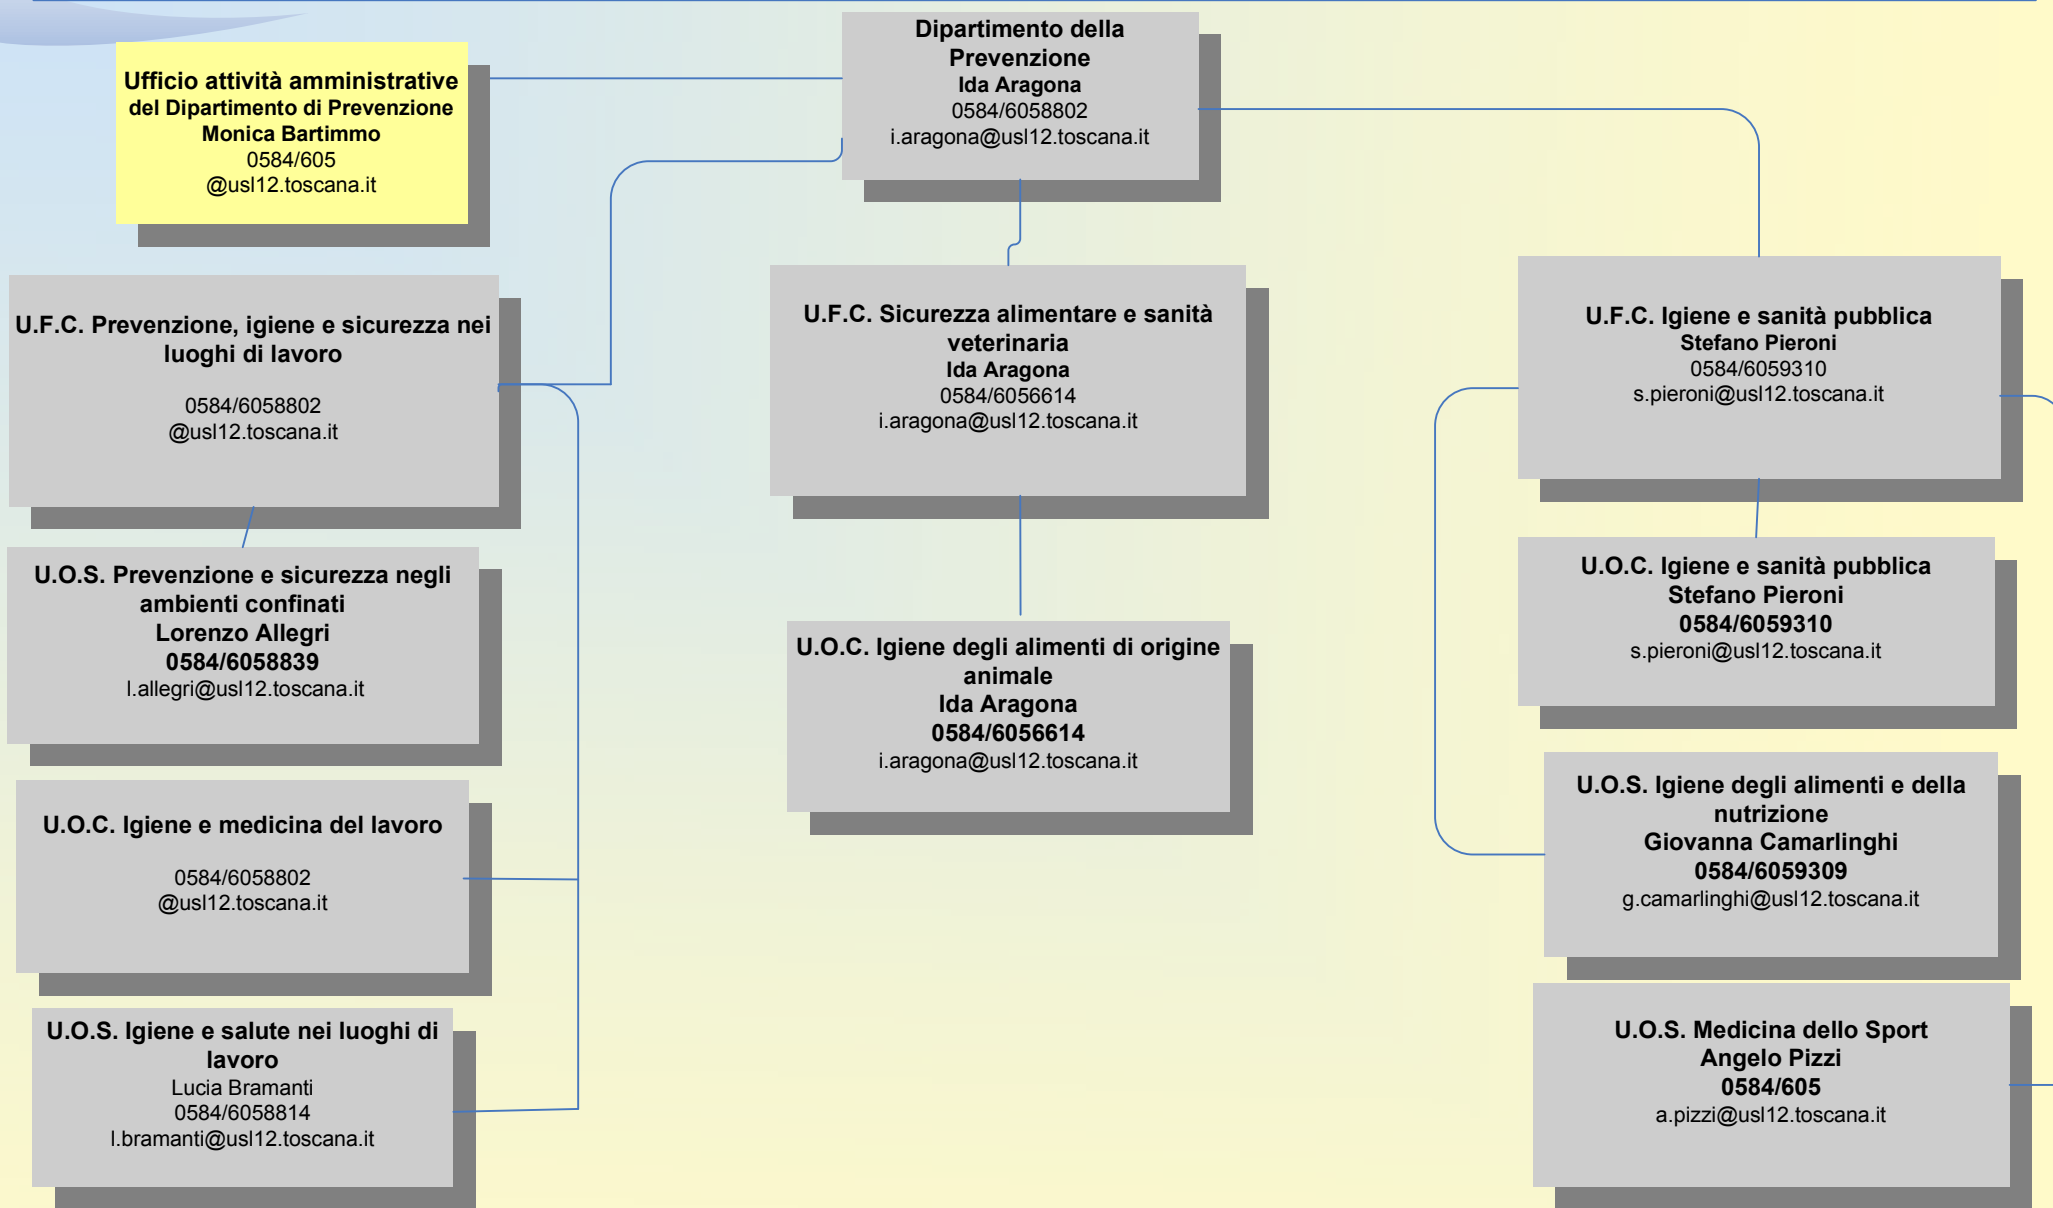 Dipartimento della
Prevenzione
Ida Aragona
0584/6058802
i.aragona@usl12.toscana.it
Ufficio attività amministrative
del Dipartimento di Prevenzione
Monica Bartimmo
0584/605
@usl12.toscana.it
U.F.C. Prevenzione, igiene e sicurezza nei
luoghi di lavoro
0584/6058802
@usl12.toscana.it
U.O.S. Prevenzione e sicurezza negli
ambienti confinati
Lorenzo Allegri
0584/6058839
l.allegri@usl12.toscana.it
U.O.C. Igiene e medicina del lavoro
0584/6058802
@usl12.toscana.it
U.O.S. Igiene e salute nei luoghi di
lavoro
Lucia Bramanti
0584/6058814
l.bramanti@usl12.toscana.it
U.F.C. Sicurezza alimentare e sanità
veterinaria
Ida Aragona
0584/6056614
i.aragona@usl12.toscana.it
U.O.C. Igiene degli alimenti di origine
animale
Ida Aragona
0584/6056614
i.aragona@usl12.toscana.it
U.F.C. Igiene e sanità pubblica
Stefano Pieroni
0584/6059310
s.pieroni@usl12.toscana.it
U.O.C. Igiene e sanità pubblica
Stefano Pieroni
0584/6059310
s.pieroni@usl12.toscana.it
U.O.S. Igiene degli alimenti e della
nutrizione
Giovanna Camarlinghi
0584/6059309
g.camarlinghi@usl12.toscana.it
U.O.S. Medicina dello Sport
Angelo Pizzi
0584/605
a.pizzi@usl12.toscana.it